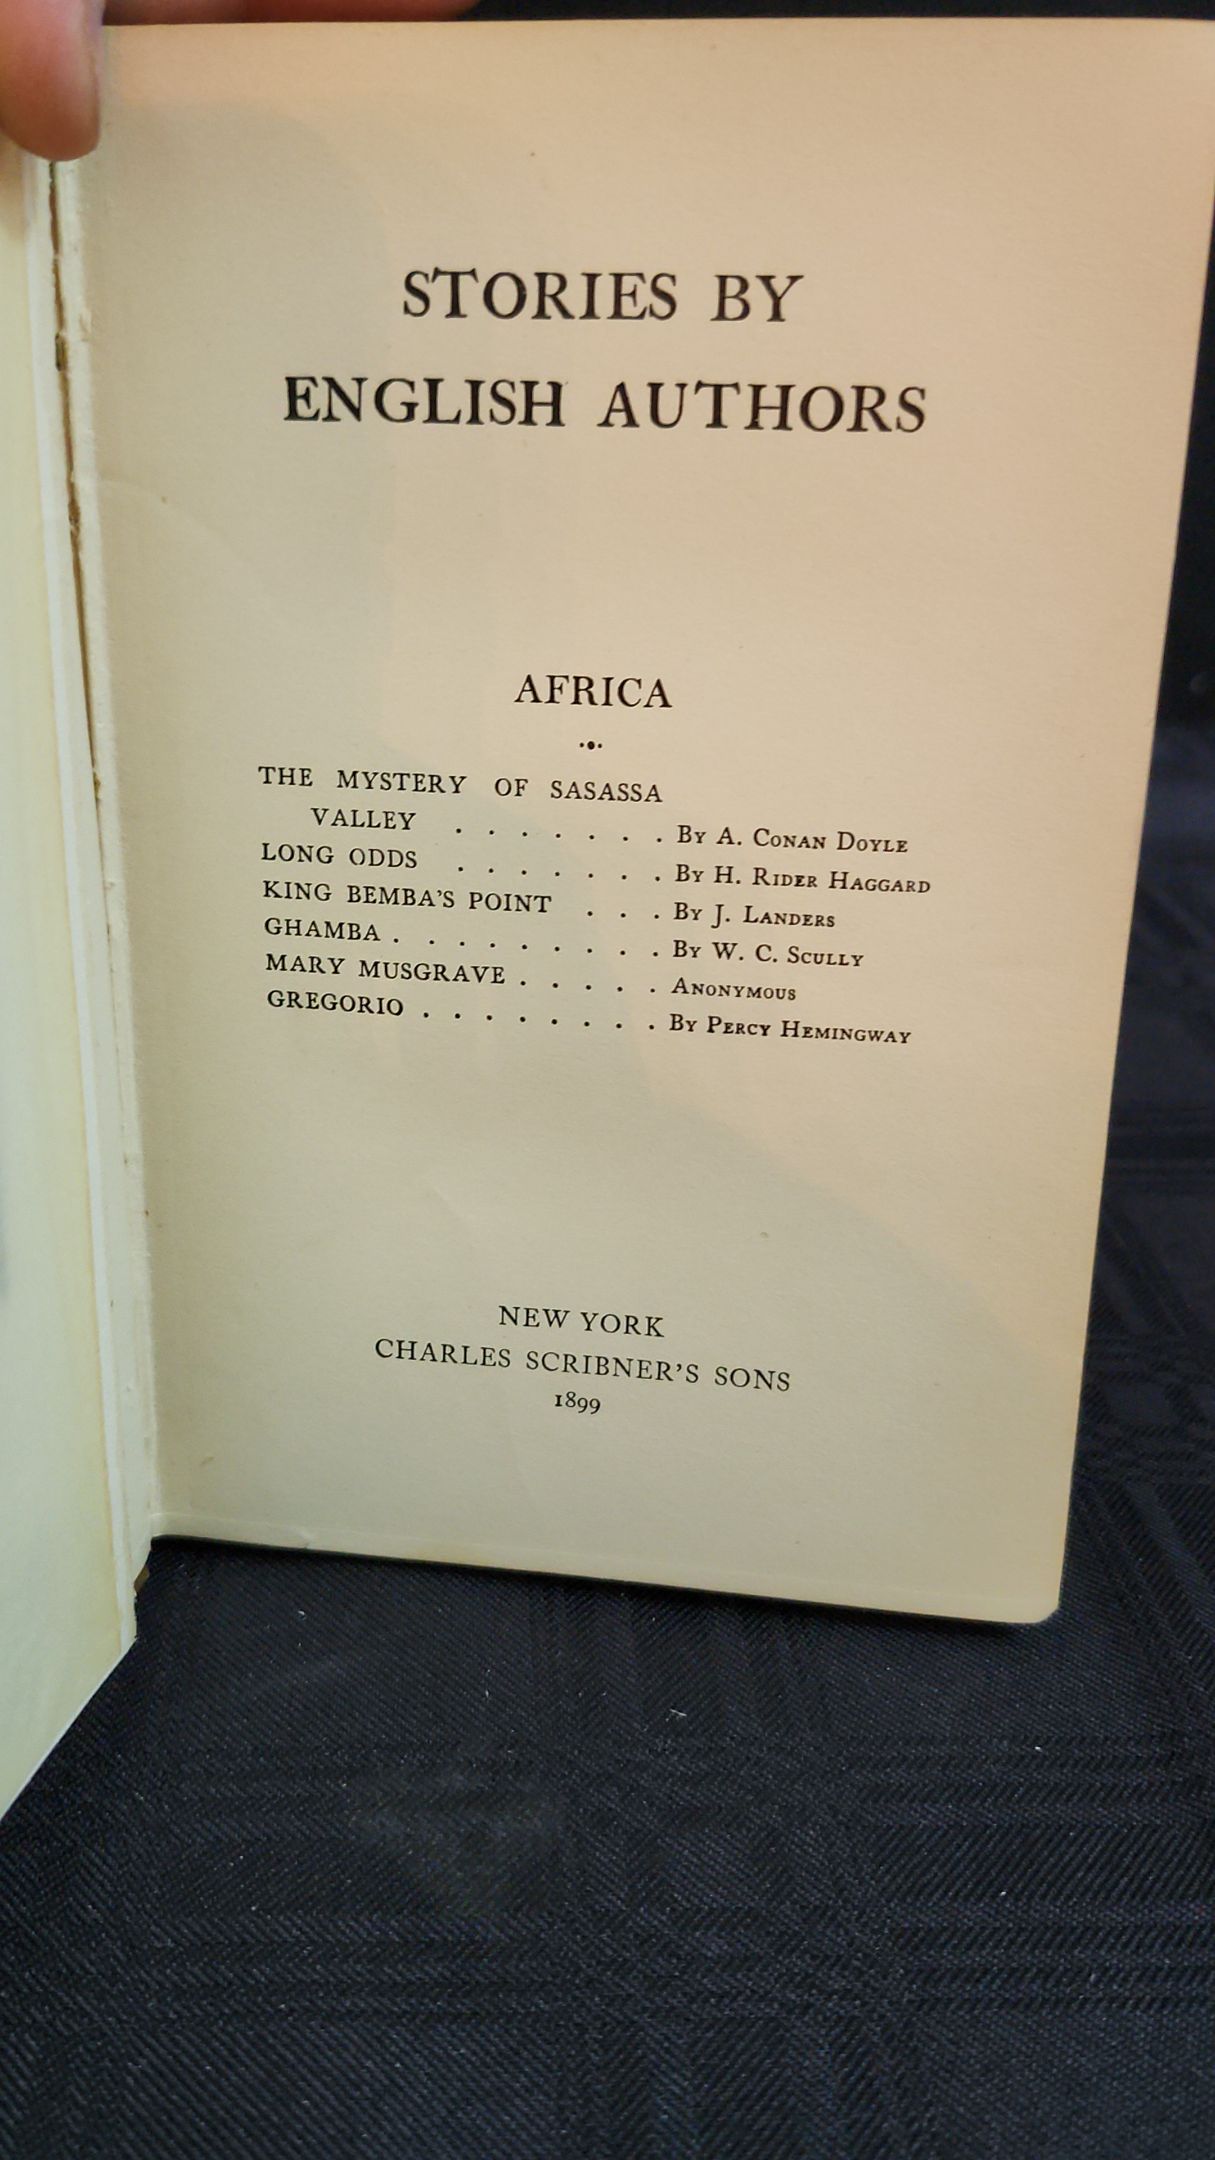 STORIES BY
ENGLISH AUTHORS
AFRICA
THE MYSTERY OF SASASSA
VALLEY . . . . . . . By A. Conan Doyle
LONG ODDS . . . . . . . By H. Rider Haggard
KING BEMBA'S POINT . . . By J. Landers
GHAMBA . . . . . . . . . By W. C. Scully
MARY MUSGRAVE . . . . . Anonymous
GREGORIO . . . . . . . . By Percy Hemingway
NEW YORK
CHARLES SCRIBNER'S SONS
1899